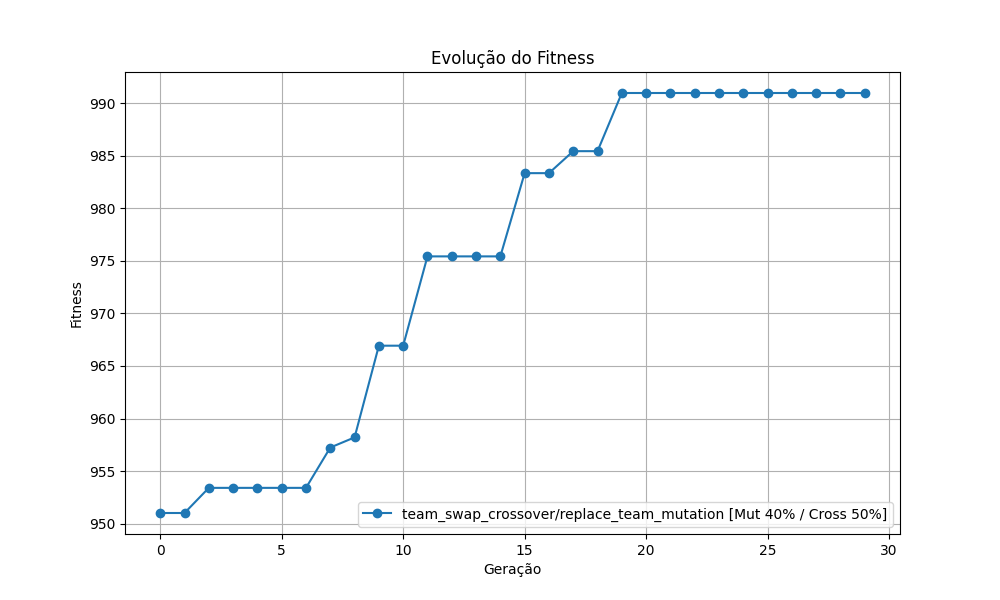 Evolução do Fitness
Fitness
990
985
980
975
970
965
960
955
950
team_swap_crossover/replace_team_mutation [Mut 40% / Cross 50%]
0 5 10 15 20 25 30
Geração